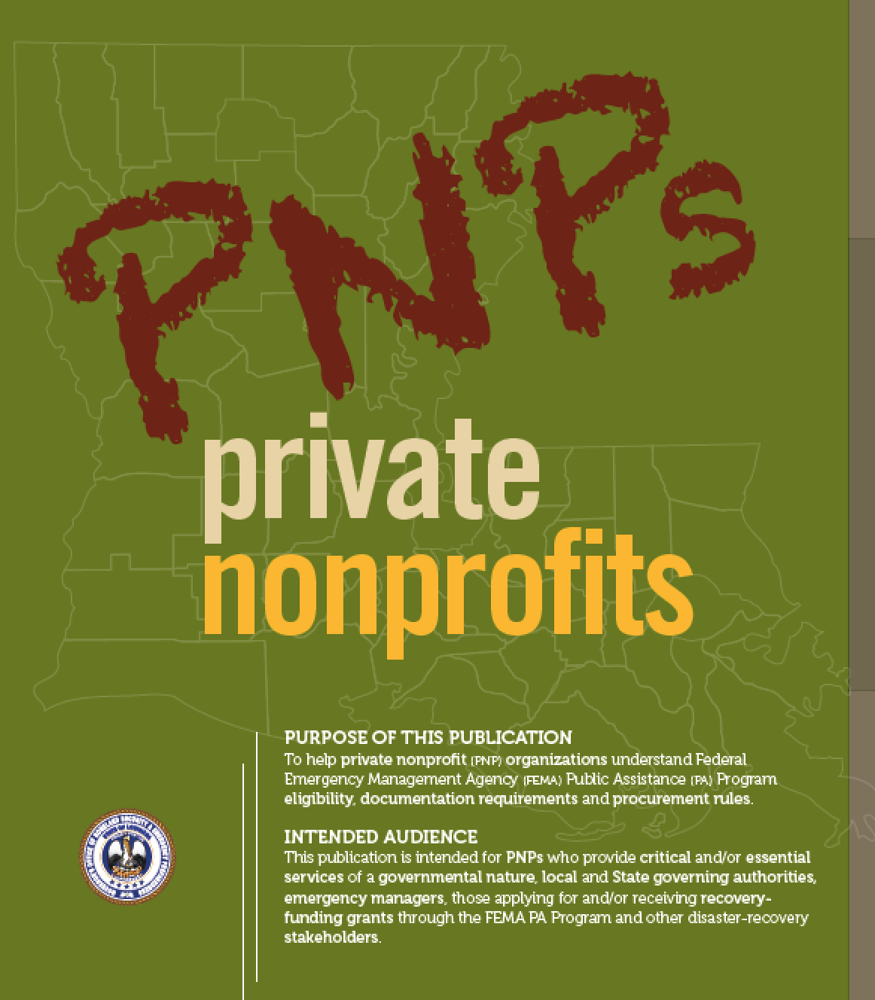 PNPs
private
nonprofits
PURPOSE OF THIS PUBLICATION
To help private nonprofit (PNP) organizations understand Federal
Emergency Management Agency (FEMA) Public Assistance (PA) Program
eligibility, documentation requirements and procurement rules.
INTENDED AUDIENCE
This publication is intended for PNPs who provide critical and/or essential
services of a governmental nature, local and State governing authorities,
emergency managers, those applying for and/or receiving recovery-
funding grants through the FEMA PA Program and other disaster-recovery
stakeholders.